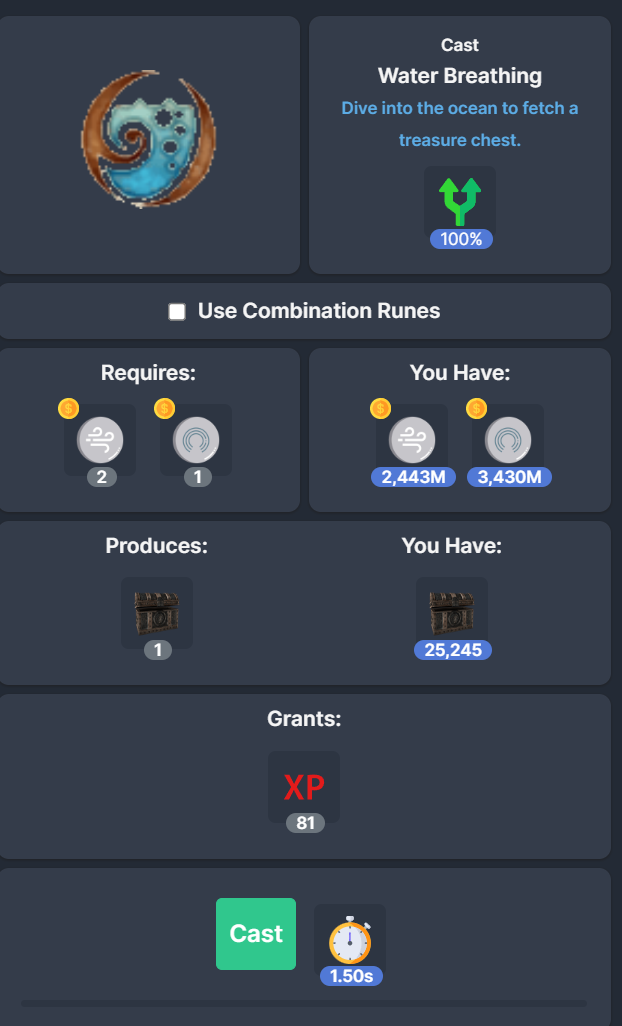 Cast
Water Breathing
Dive into the ocean to fetch a
treasure chest.
100%
Use Combination Runes
Requires:
2
1
You Have:
2,443M
3,430M
Produces:
1
You Have:
25,245
Grants:
XP
81
Cast
1.50s